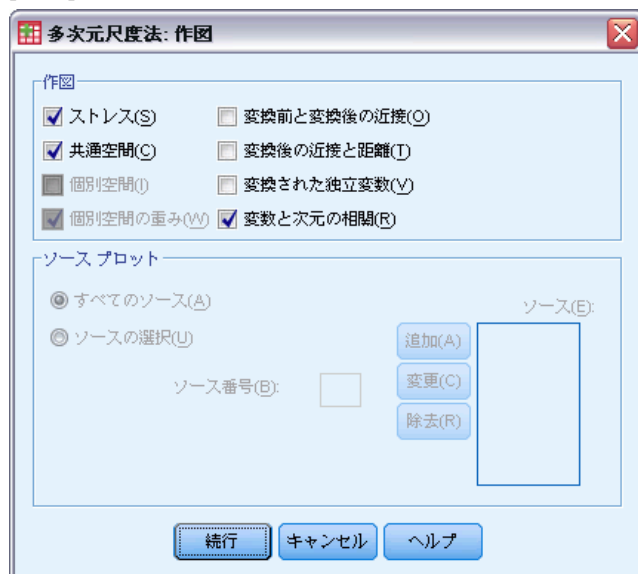 多次元尺度法: 作図
作図
ストレス(S)
変換前と変換後の近接(O)
共通空間(C)
変換後の近接と距離(T)
個別空間(I)
変換された独立変数(V)
個別空間の重み(W)
変数と次元の相関(R)
ソース プロット
すべてのソース(A)
ソース(E):
ソースの選択(U)
追加(A)
ソース番号(B):
変更(C)
除去(R)
続行
キャンセル
ヘルプ